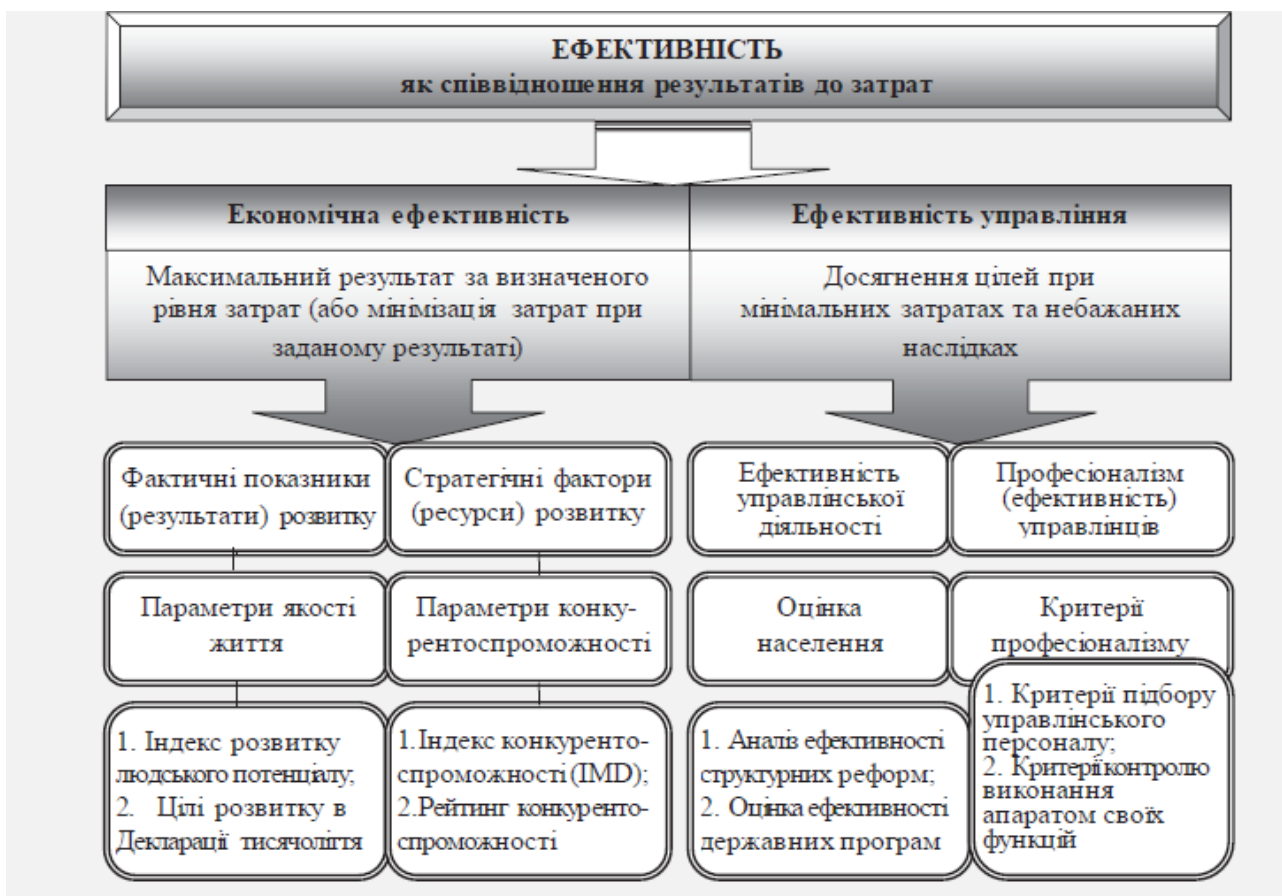 ЕФЕКТИВНІСТЬ
як співвідношення результатів до затрат
Економічна ефективність
Максимальний результат за визначеного
рівня затрат (або мінімізація затрат при
заданому результаті)
Ефективність управління
Досягнення цілей при
мінімальних затратах та небажаних
наслідках
Фактичні показники
(результати) розвитку
Стратегічні фактори
(ресурси) розвитку
Ефективність
управлінської
діяльності
Професіоналізм
(ефективність)
управлінців
Параметри якості
життя
Параметри конку-
рентоспроможності
Оцінка
населення
Критерії
професіоналізму
1. Індекс розвитку
людського потенціалу;
2. Цілі розвитку в
Декларації тисячоліття
1.Індекс конкуренто-
спроможності (IMD);
2.Рейтинг конкуренто-
спроможності
1. Аналіз ефективності
структурних реформ;
2. Оцінка ефективності
державних програм
1. Критерії підбору
управлінського
персоналу;
2. Критерії контролю
виконання
апаратом своїх
функцій